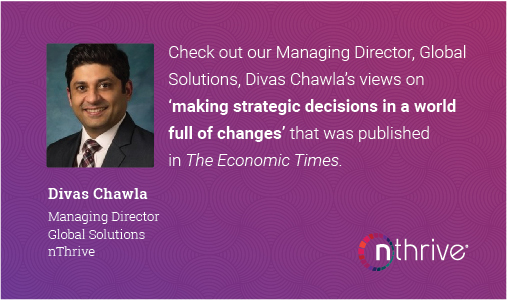 Check out our Managing Director, Global
Solutions, Divas Chawla's views on
‘making strategic decisions in a world
full of changes’ that was published
in The Economic Times.
Divas Chawla
Managing Director
Global Solutions
nThrive
nthrive